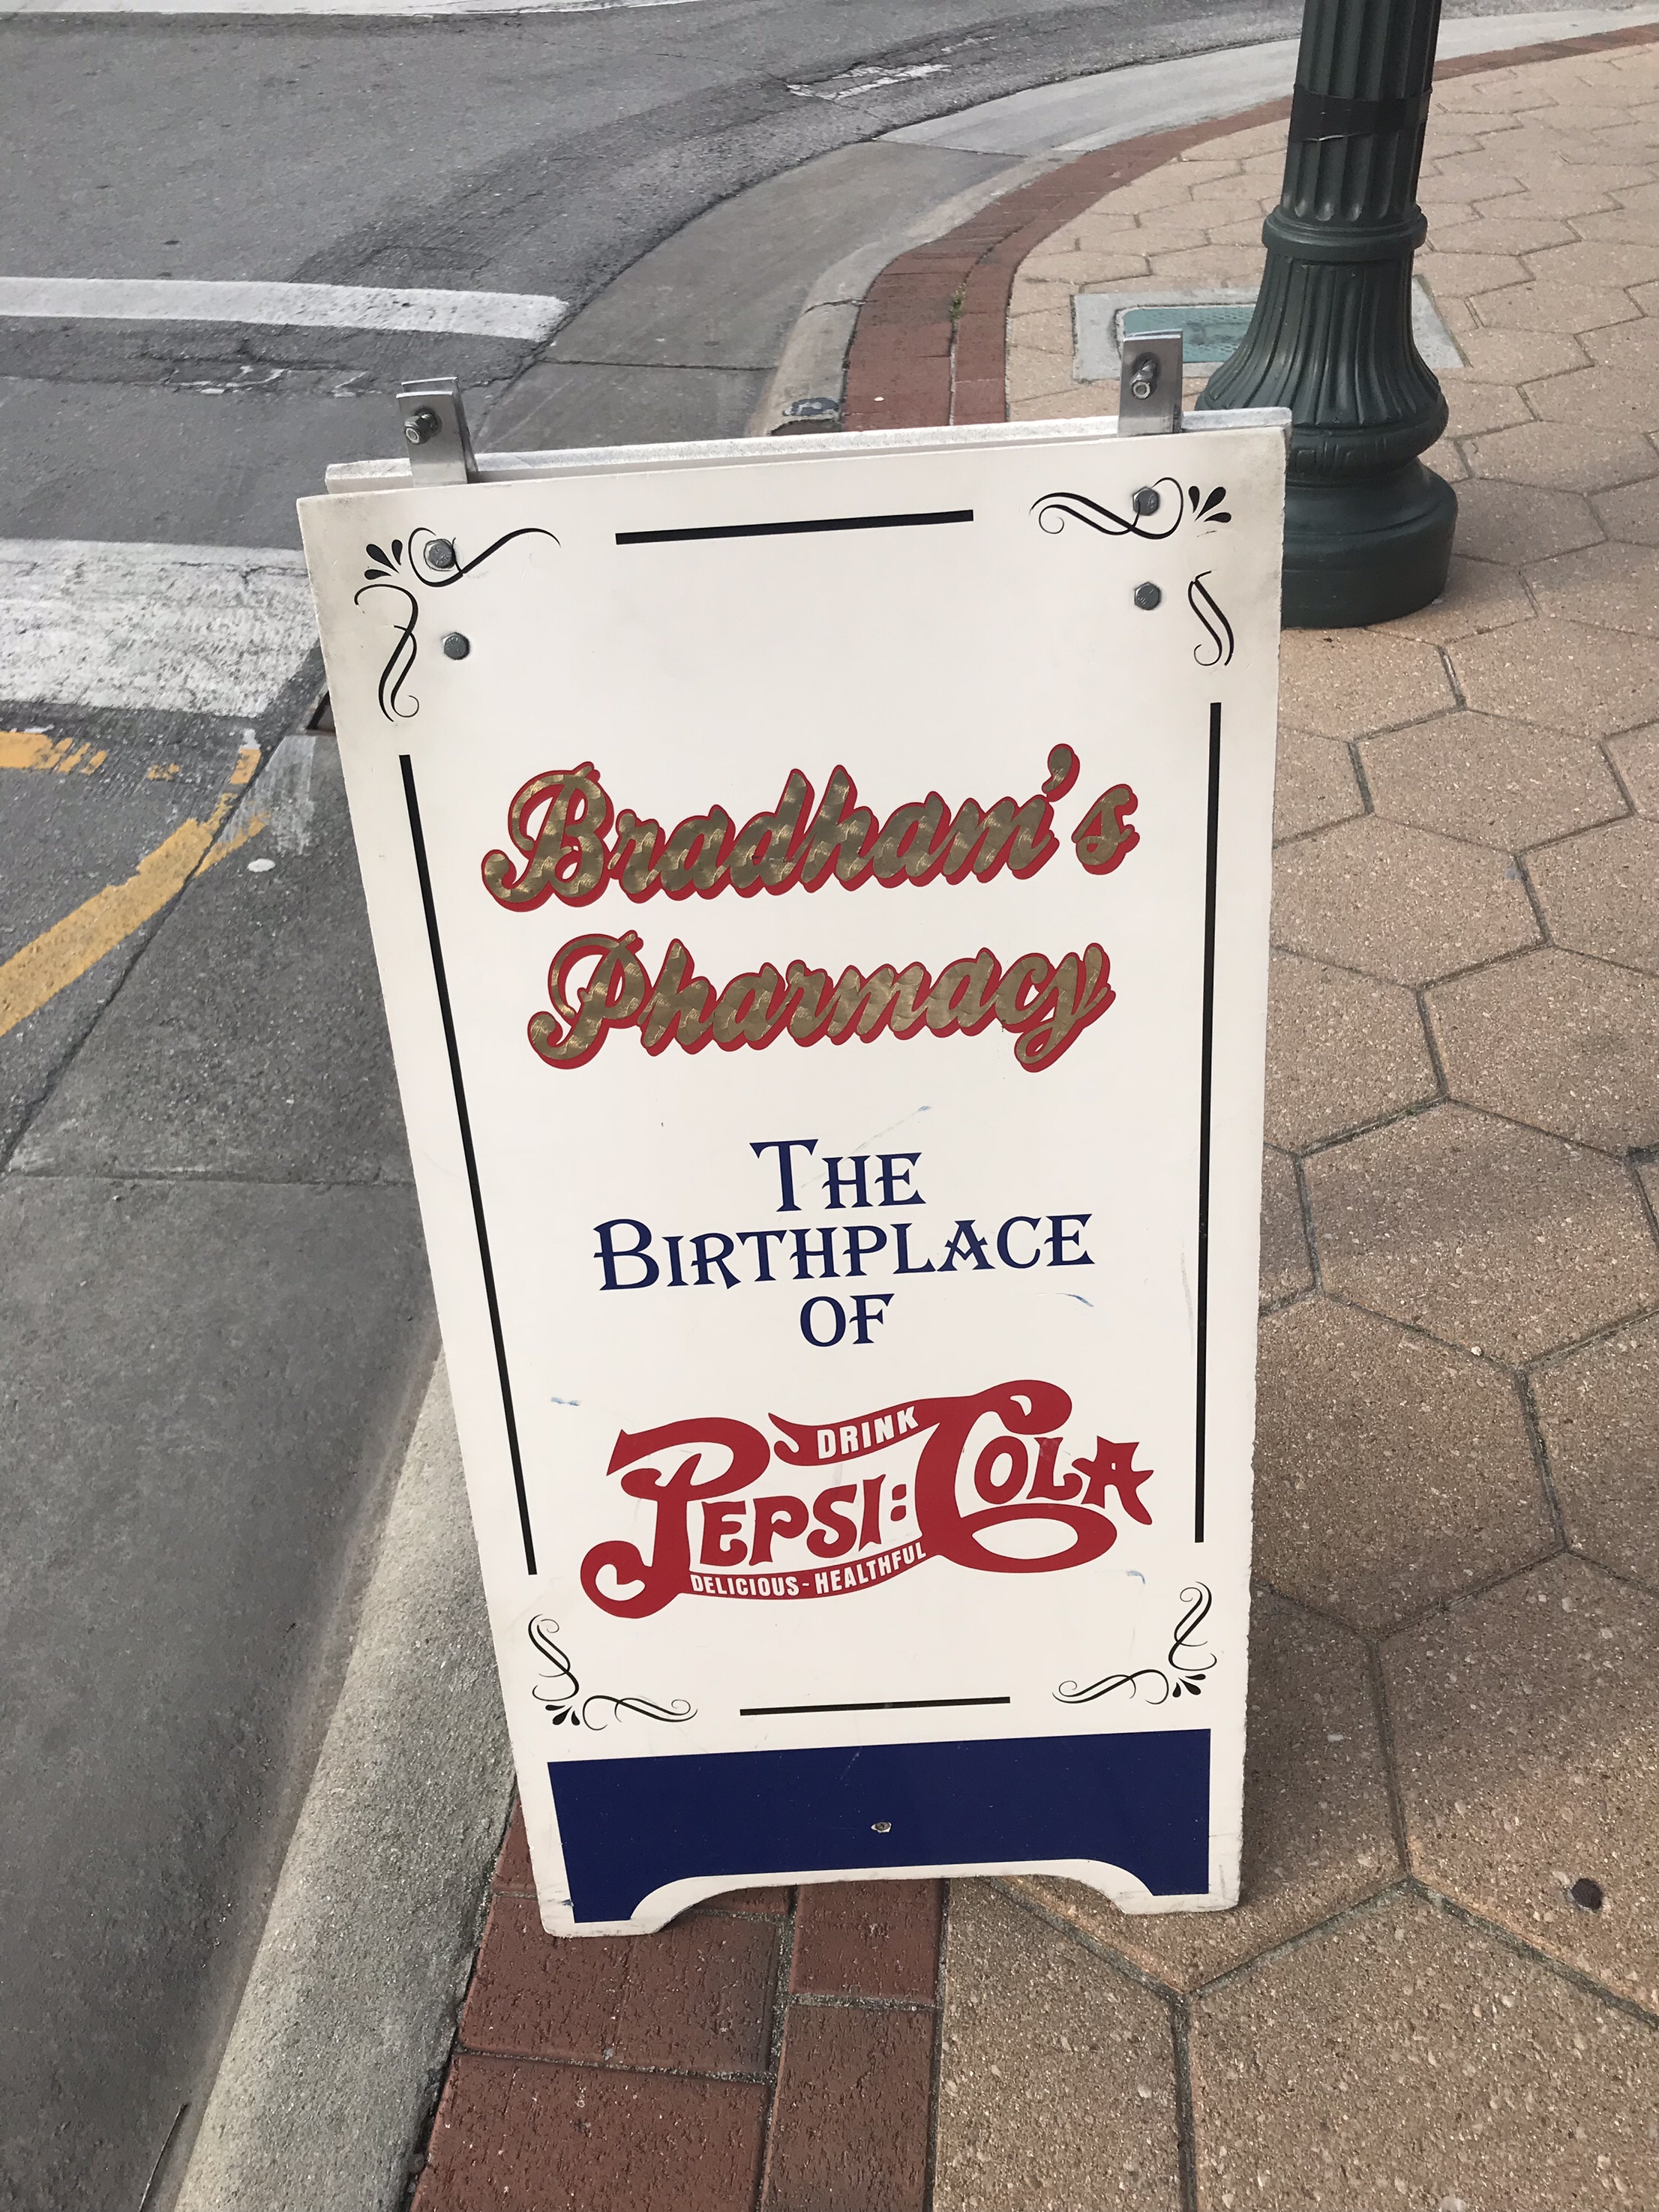 Bradham's
Pharmacy
THE
BIRTHPLACE
OF
DRINK
PEPSI:COLA
DELICIOUS-HEALTHFUL